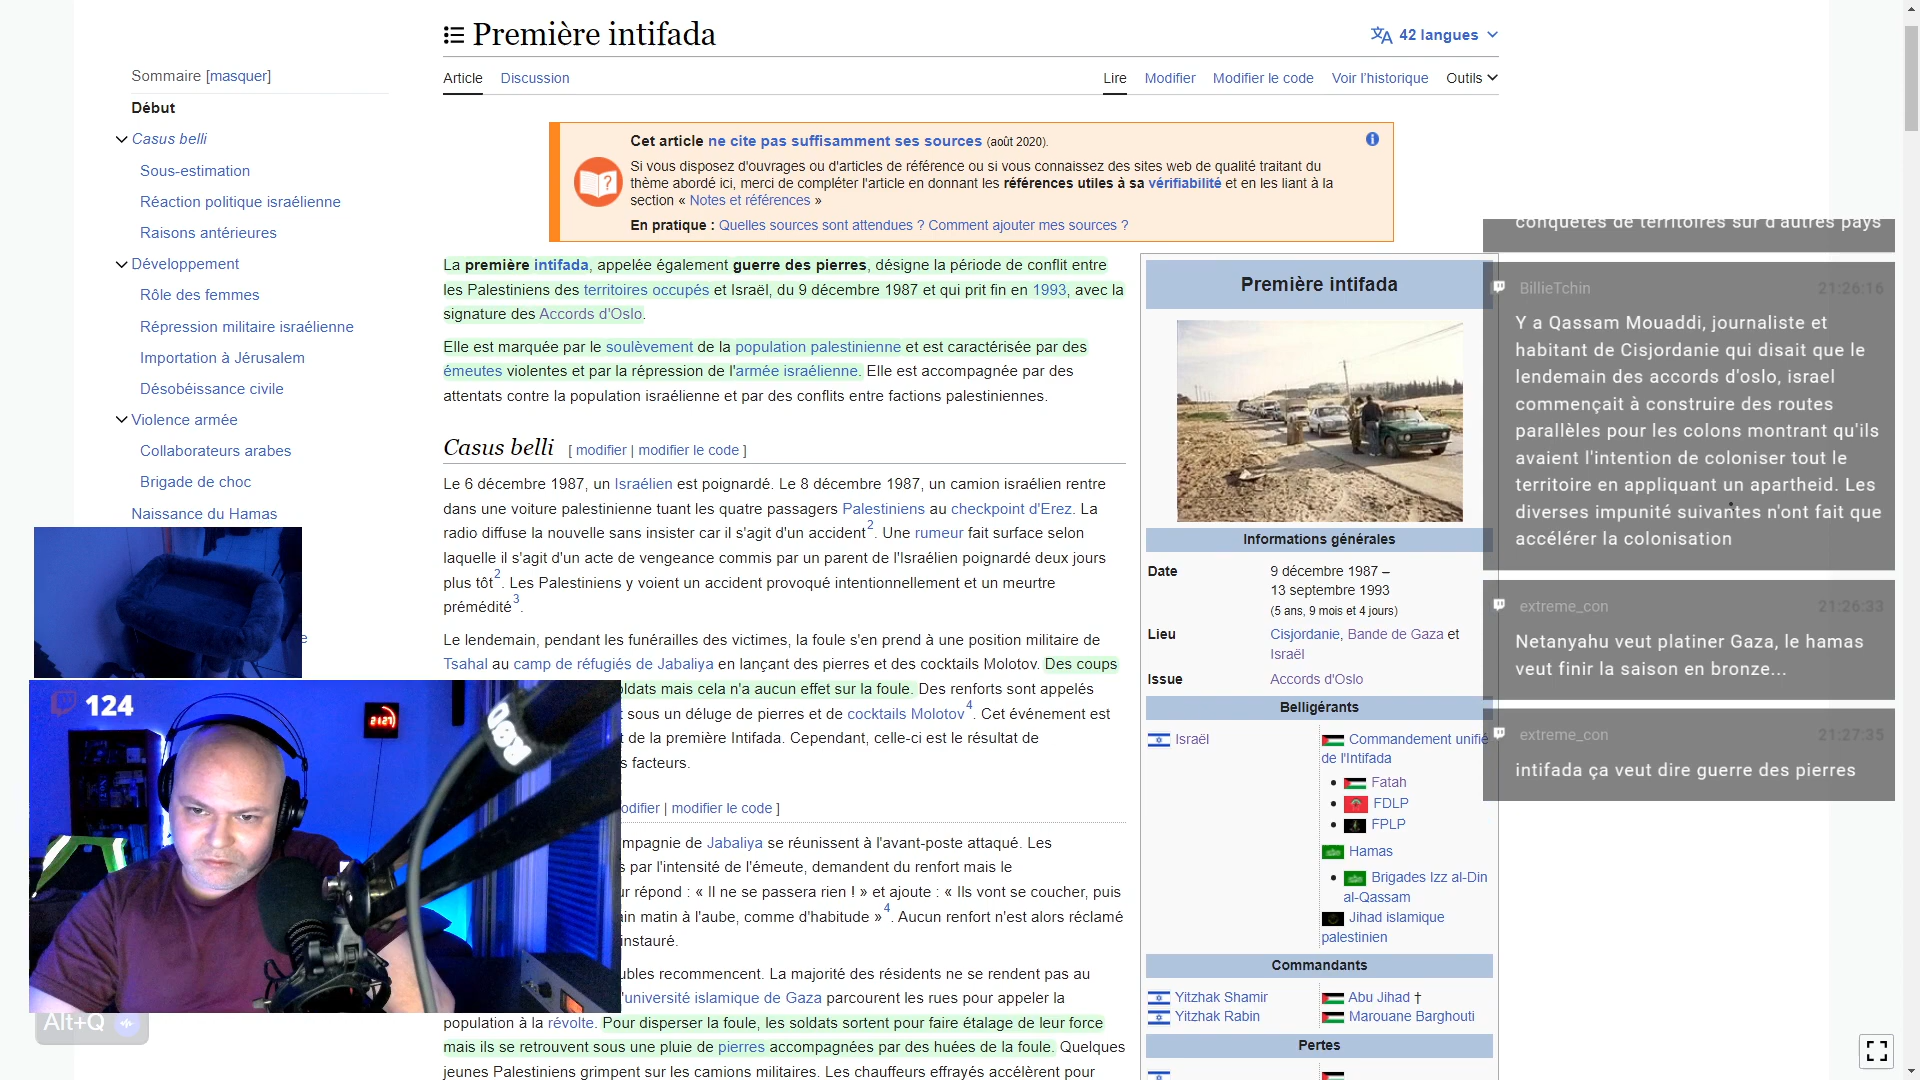 Première intifada
42 langues
Sommaire [masquer]
Début
Casus belli
Sous-estimation
Réaction politique israélienne
Raisons antérieures
Développement
Rôle des femmes
Répression militaire israélienne
Importation à Jérusalem
Désobéissance civile
Violence armée
Collaborateurs arabes
Brigade de choc
Naissance du Hamas
Article Discussion
Lire Modifier Modifier le code Voir l'historique Outils
Cet article ne cite pas suffisamment ses sources (août 2020).
Si vous disposez d'ouvrages ou d'articles de référence ou si vous connaissez des sites web de qualité traitant du
thème abordé ici, merci de compléter l'article en donnant les références utiles à sa vérifiabilité et en les liant à la
section « Notes et références »
En pratique : Quelles sources sont attendues ? Comment ajouter mes sources ?
La première intifada, appelée également guerre des pierres, désigne la période de conflit entre
les Palestiniens des territoires occupés et Israël, du 9 décembre 1987 et qui prit fin en 1993, avec la
signature des Accords d'Oslo.
Elle est marquée par le soulèvement de la population palestinienne et est caractérisée par des
émeutes violentes et par la répression de l'armée israélienne. Elle est accompagnée par des
attentats contre la population israélienne et par des conflits entre factions palestiniennes.
Casus belli [ modifier | modifier le code ]
Le 6 décembre 1987, un Israélien est poignardé. Le 8 décembre 1987, un camion israélien rentre
dans une voiture palestinienne tuant les quatre passagers Palestiniens au checkpoint d'Erez. La
radio diffuse la nouvelle sans insister car il s'agit d'un accident2. Une rumeur fait surface selon
laquelle il s'agit d'un acte de vengeance commis par un parent de l'Israélien poignardé deux jours
plus tôt2. Les Palestiniens y voient un accident provoqué intentionnellement et un meurtre
prémédité3.
Le lendemain, pendant les funérailles des victimes, la foule s'en prend à une position militaire de
Tsahal au camp de réfugiés de Jabaliya en lançant des pierres et des cocktails Molotov. Des coups
ldats mais cela n'a aucun effet sur la foule. Des renforts sont appelés
sous un déluge de pierres et de cocktails Molotov4. Cet événement est
t de la première Intifada. Cependant, celle-ci est le résultat de
s facteurs.
odifier | modifier le code ]
mpagnie de Jabaliya se réunissent à l'avant-poste attaqué. Les
s par l'intensité de l'émeute, demandent du renfort mais le
ur répond : « Il ne se passera rien ! » et ajoute : « Ils vont se coucher, puis
in matin à l'aube, comme d'habitude »4. Aucun renfort n'est alors réclamé
instauré.
ubles recommencent. La majorité des résidents ne se rendent pas au
'université islamique de Gaza parcourent les rues pour appeler la
population à la révolte. Pour disperser la foule, les soldats sortent pour faire étalage de leur force
mais ils se retrouvent sous une pluie de pierres accompagnées par des huées de la foule. Quelques
jeunes Palestiniens grimpent sur les camions militaires. Les chauffeurs effrayés accélèrent pour
Première intifada
Informations générales
Date 9 décembre 1987 –
13 septembre 1993
(5 ans, 9 mois et 4 jours)
Lieu Cisjordanie, Bande de Gaza et
Israël
Issue Accords d'Oslo
Belligérants
Israël
Commandement unifié
de l'Intifada
Fatah
FDLP
FPLP
Hamas
Brigades Izz al-Din
al-Qassam
Jihad islamique
palestinien
Commandants
Yitzhak Shamir
Yitzhak Rabin
Abu Jihad †
Marouane Barghouti
Pertes
conquêtes de territoires sur d'autres pays
BillieTchin 21:26:16
Y a Qassam Mouaddi, journaliste et
habitant de Cisjordanie qui disait que le
lendemain des accords d'oslo, israel
commençait à construire des routes
parallèles pour les colons montrant qu'ils
avaient l'intention de coloniser tout le
territoire en appliquant un apartheid. Les
diverses impunité suivantes n'ont fait que
accélérer la colonisation
extreme_con 21:26:33
Netanyahu veut platiner Gaza, le hamas
veut finir la saison en bronze...
extreme_con 21:27:35
intifada ça veut dire guerre des pierres
e
124
21:27
Alt+Q